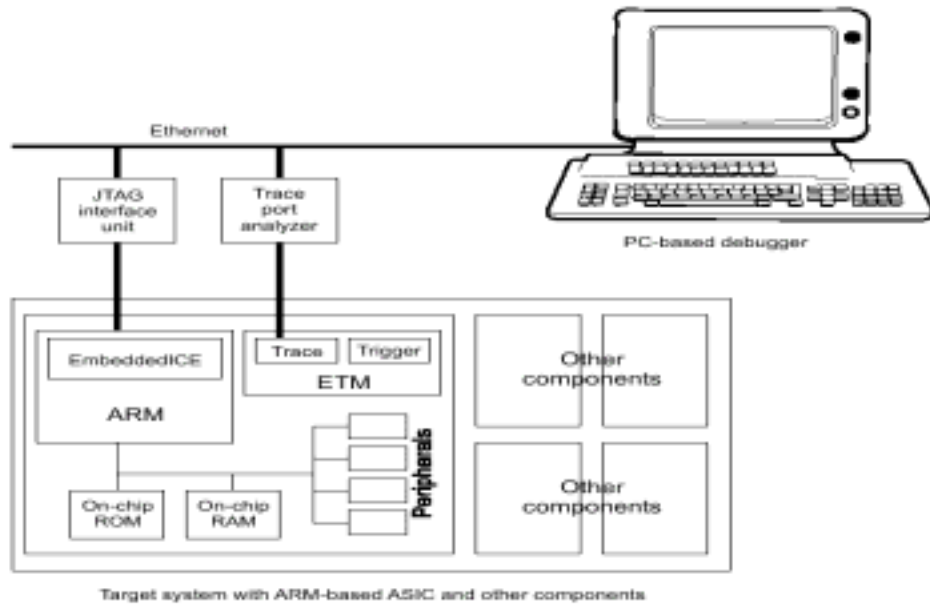 Ethernet
JTAG
interface
unit
Trace
port
analyzer
PC-based debugger
EmbeddedICE
ARM
Trace
Trigger
ETM
Peripherals
On-chip
ROM
On-chip
RAM
Other
components
Other
components
Target system with ARM-based ASIC and other components